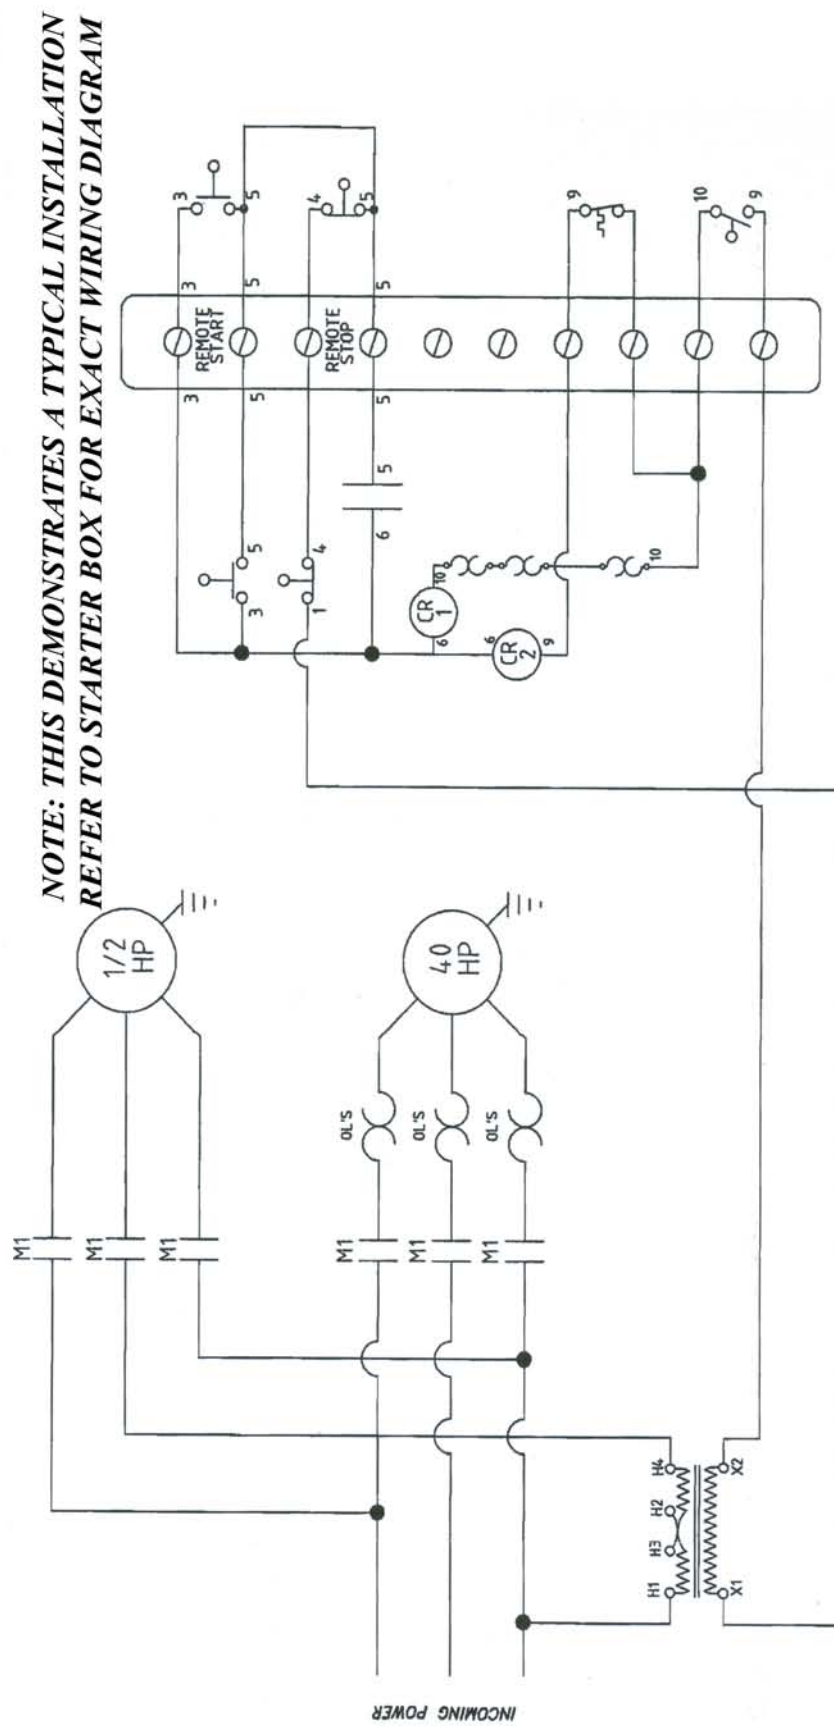 NOTE: THIS DEMONSTRATES A TYPICAL INSTALLATION
REFER TO STARTER BOX FOR EXACT WIRING DIAGRAM
INCOMING POWER
M1
M1
M1
1/2
HP
M1
M1
M1
OL'S
OL'S
OL'S
40
HP
H1
H3
H2
H4
X1
X2
3
5
1
4
6
5
CR
1
6
10
10
CR
2
6
9
3
5
5
REMOTE
START
REMOTE
STOP
3
5
5
3
5
4
5
9
10
9